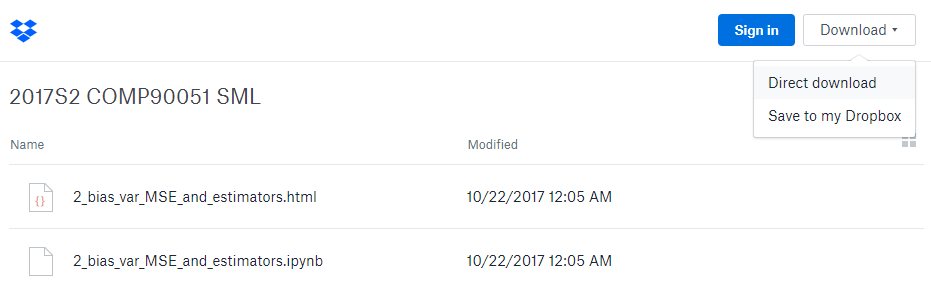 Sign in
Download
Direct download
Save to my Dropbox
2017S2 COMP90051 SML
Name Modified
{} 2_bias_var_MSE_and_estimators.html 10/22/2017 12:05 AM
2_bias_var_MSE_and_estimators.ipynb 10/22/2017 12:05 AM